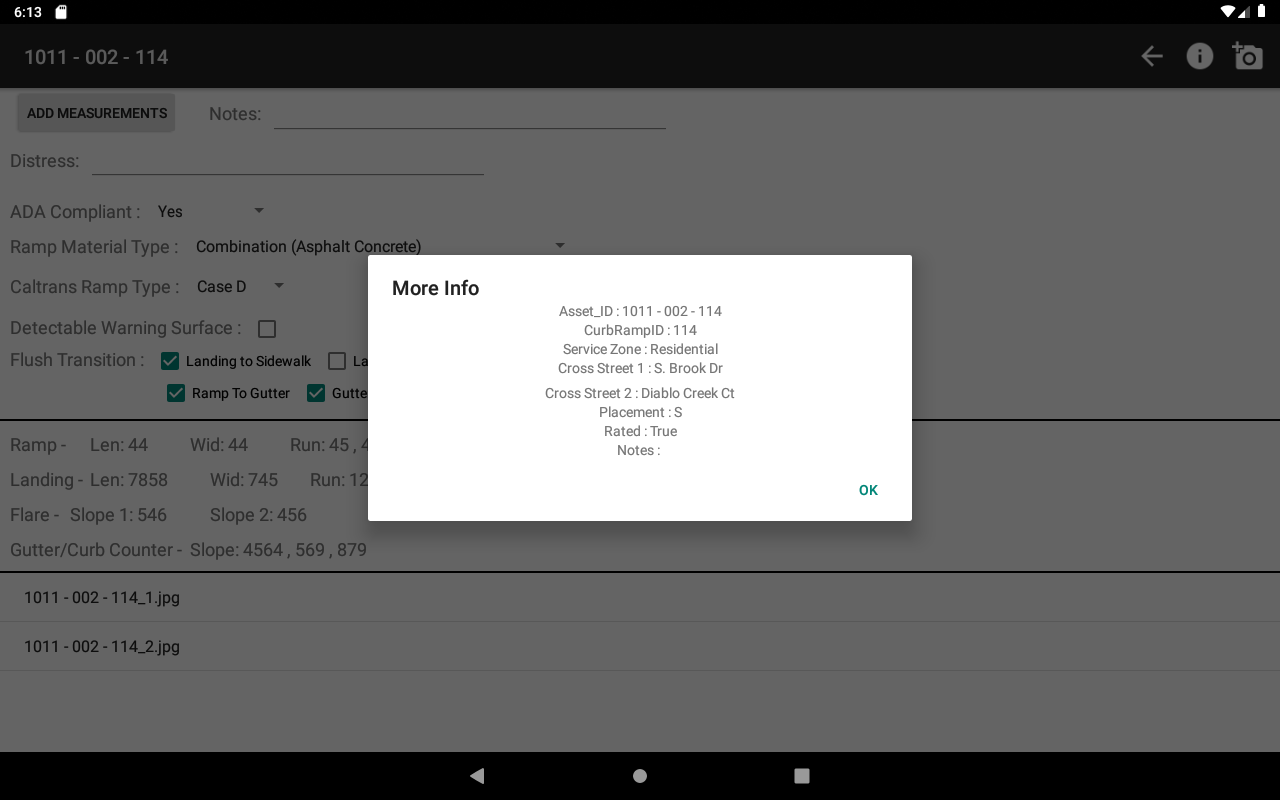 6:13
1011 - 002 - 114
ADD MEASUREMENTS Notes:
Distress:
ADA Compliant : Yes
Ramp Material Type : Combination (Asphalt Concrete)
Caltrans Ramp Type : Case D
Detectable Warning Surface :
Flush Transition : Landing to Sidewalk La
Ramp To Gutter Gutte
More Info
Asset_ID : 1011 - 002 - 114
CurbRampID : 114
Service Zone : Residential
Cross Street 1 : S. Brook Dr
Cross Street 2 : Diablo Creek Ct
Placement : S
Rated : True
Notes :
OK
Ramp - Len: 44 Wid: 44 Run: 45 , 4
Landing - Len: 7858 Wid: 745 Run: 12
Flare - Slope 1: 546 Slope 2: 456
Gutter/Curb Counter - Slope: 4564 , 569 , 879
1011 - 002 - 114_1.jpg
1011 - 002 - 114_2.jpg